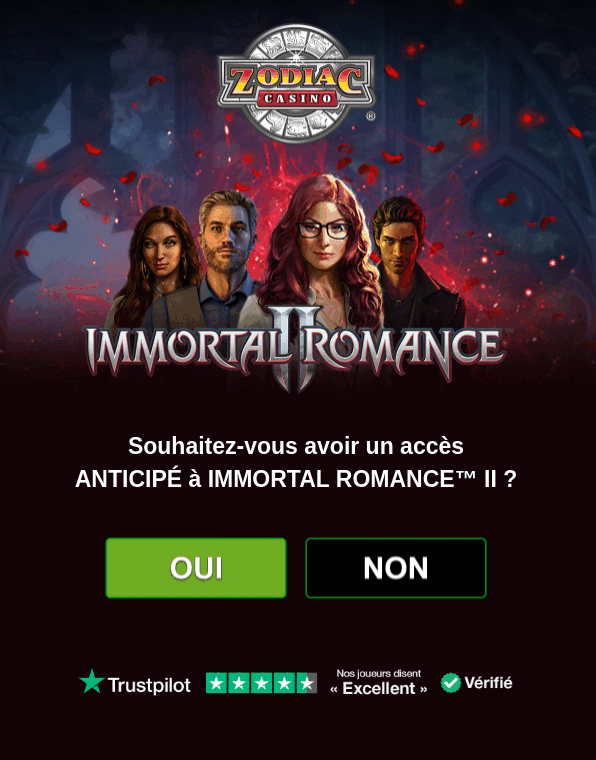 ZODIAC
CASINO
®
IMMORTAL II ROMANCE™
Souhaitez-vous avoir un accès
ANTICIPÉ à IMMORTAL ROMANCE™ II ?
OUI
NON
Trustpilot
Nos joueurs disent
« Excellent »
Vérifié